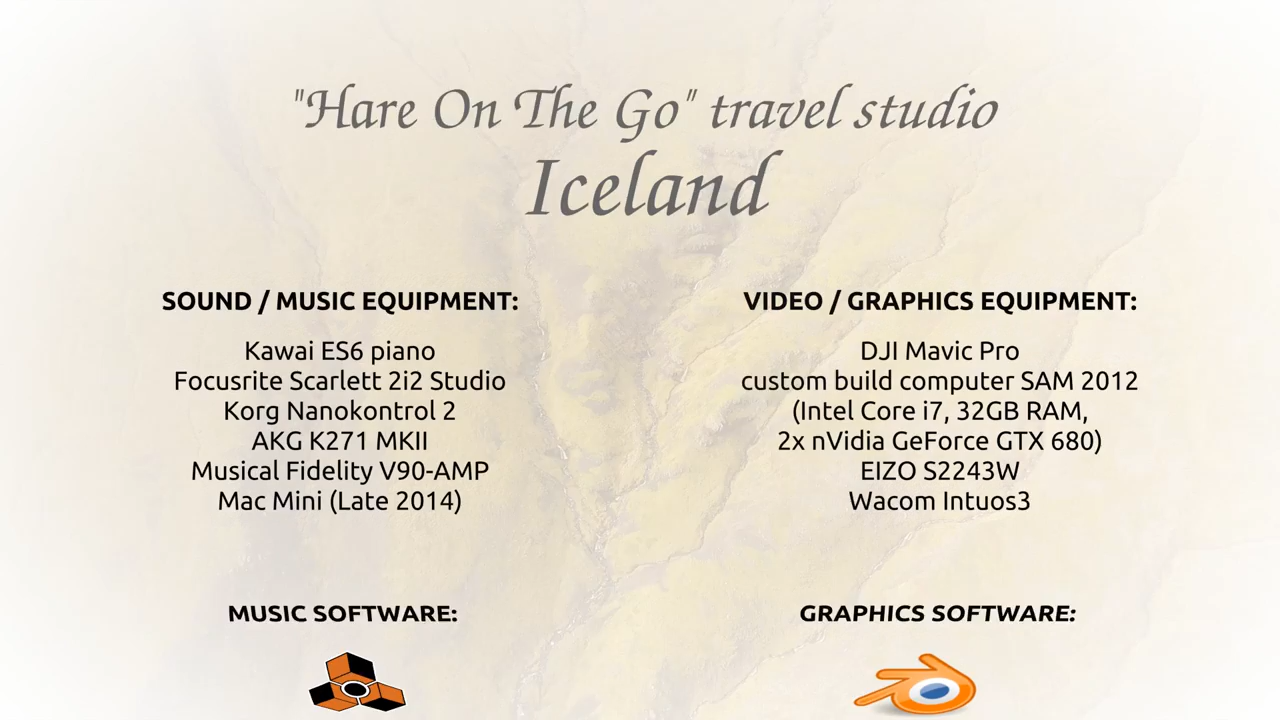 "Hare On The Go" travel studio
Iceland
SOUND / MUSIC EQUIPMENT:
Kawai ES6 piano
Focusrite Scarlett 2i2 Studio
Korg Nanokontrol 2
AKG K271 MKII
Musical Fidelity V90-AMP
Mac Mini (Late 2014)
VIDEO / GRAPHICS EQUIPMENT:
DJI Mavic Pro
custom build computer SAM 2012
(Intel Core i7, 32GB RAM,
2x nVidia GeForce GTX 680)
EIZO S2243W
Wacom Intuos3
MUSIC SOFTWARE:
GRAPHICS SOFTWARE: